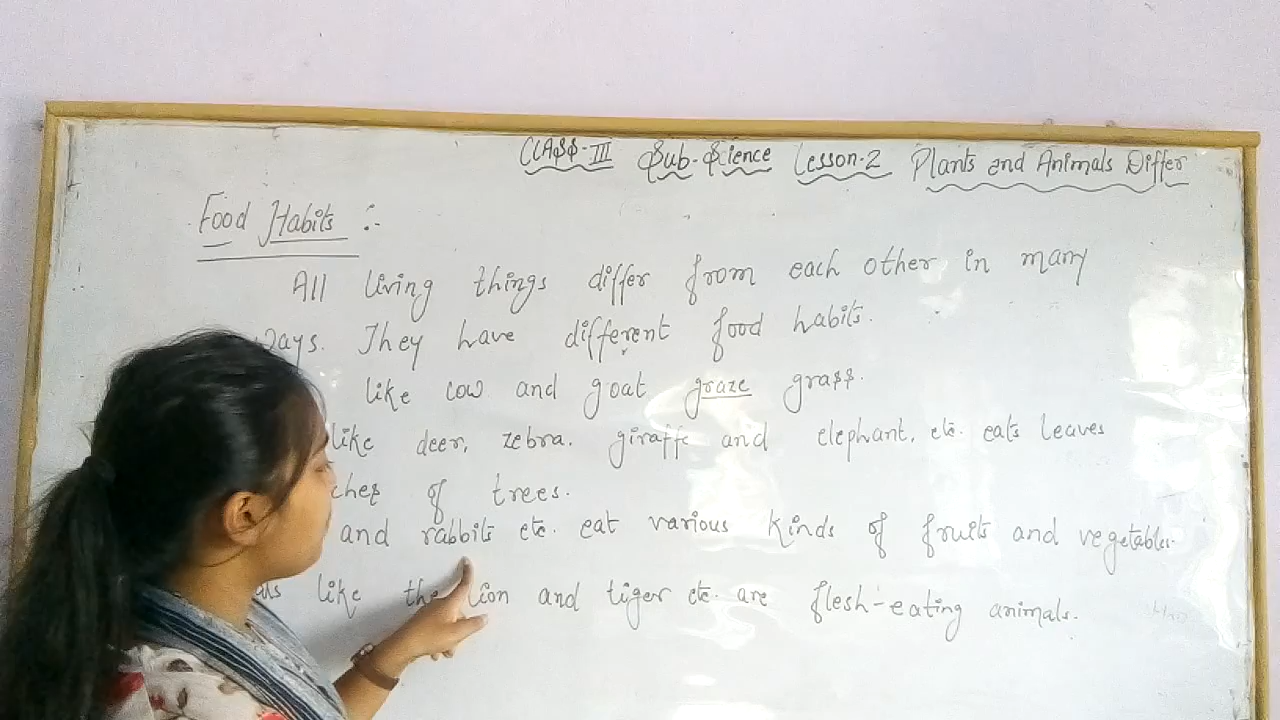 CLASS-III Sub-Science Lesson-2 Plants and Animals Differ
Food Habits :-
All living things differ from each other in many
ways. They have different food habits.
like cow and goat graze grass.
like deer, zebra, giraffe and elephant, etc. eats leaves
of trees.
and rabbits etc. eat various kinds of fruits and vegetables.
like the lion and tiger etc. are flesh-eating animals.